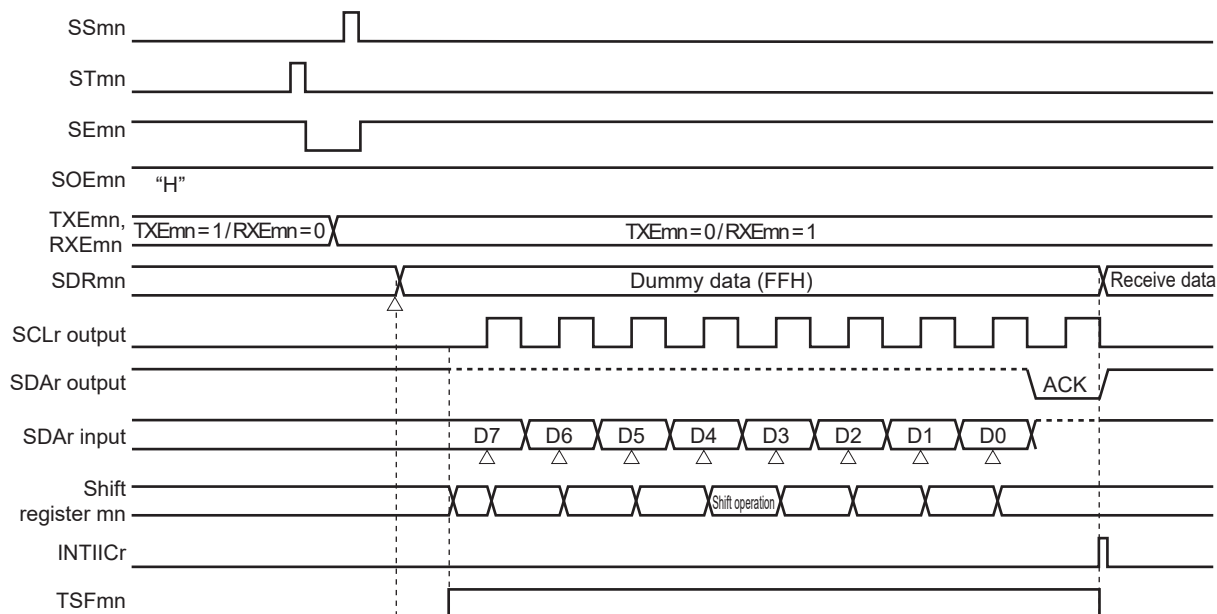 SSmn
STmn
SEmn
SOEmn "H"
TXEmn,
RXEmn
TXEmn=1/RXEmn=0 TXEmn=0/RXEmn=1
SDRmn Dummy data (FFH) Receive data
SCLr output
SDAr output ACK
SDAr input D7 D6 D5 D4 D3 D2 D1 D0
Shift
register mn
Shift operation
INTIICr
TSFmn